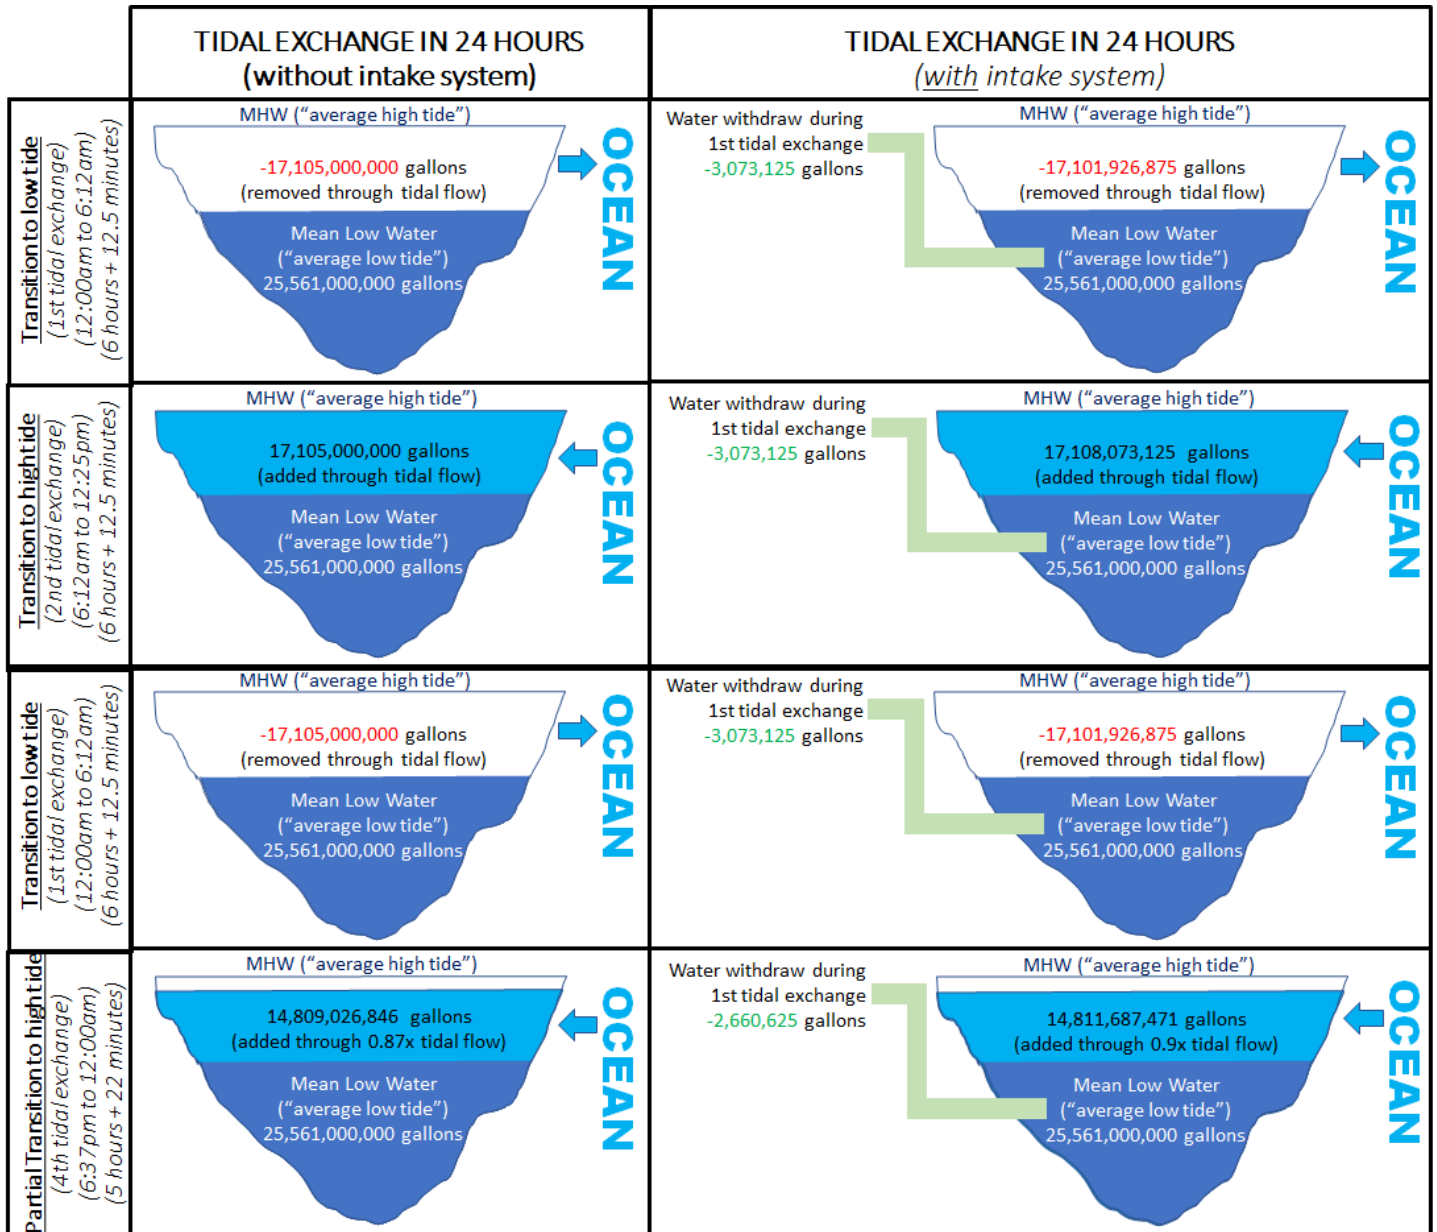 TIDAL EXCHANGE IN 24 HOURS
(without intake system)
TIDAL EXCHANGE IN 24 HOURS
(with intake system)
Transition to low tide
(1st tidal exchange)
(12:00am to 6:12am)
(6 hours + 12.5 minutes)
MHW (“average high tide”)
-17,105,000,000 gallons
(removed through tidal flow)
Mean Low Water
(“average low tide”)
25,561,000,000 gallons
OCEAN
Water withdraw during
1st tidal exchange
-3,073,125 gallons
MHW (“average high tide”)
-17,101,926,875 gallons
(removed through tidal flow)
Mean Low Water
(“average low tide”)
25,561,000,000 gallons
OCEAN
Transition to high tide
(2nd tidal exchange)
(6:12am to 12:25pm)
(6 hours + 12.5 minutes)
MHW (“average high tide”)
17,105,000,000 gallons
(added through tidal flow)
Mean Low Water
(“average low tide”)
25,561,000,000 gallons
OCEAN
Water withdraw during
1st tidal exchange
-3,073,125 gallons
MHW (“average high tide”)
17,108,073,125 gallons
(added through tidal flow)
Mean Low Water
(“average low tide”)
25,561,000,000 gallons
OCEAN
Transition to low tide
(1st tidal exchange)
(12:00am to 6:12am)
(6 hours + 12.5 minutes)
MHW (“average high tide”)
-17,105,000,000 gallons
(removed through tidal flow)
Mean Low Water
(“average low tide”)
25,561,000,000 gallons
OCEAN
Water withdraw during
1st tidal exchange
-3,073,125 gallons
MHW (“average high tide”)
-17,101,926,875 gallons
(removed through tidal flow)
Mean Low Water
(“average low tide”)
25,561,000,000 gallons
OCEAN
Partial Transition to high tide
(4th tidal exchange)
(6:37pm to 12:00am)
(5 hours + 22 minutes)
MHW (“average high tide”)
14,809,026,846 gallons
(added through 0.87x tidal flow)
Mean Low Water
(“average low tide”)
25,561,000,000 gallons
OCEAN
Water withdraw during
1st tidal exchange
-2,660,625 gallons
MHW (“average high tide”)
14,811,687,471 gallons
(added through 0.9x tidal flow)
Mean Low Water
(“average low tide”)
25,561,000,000 gallons
OCEAN